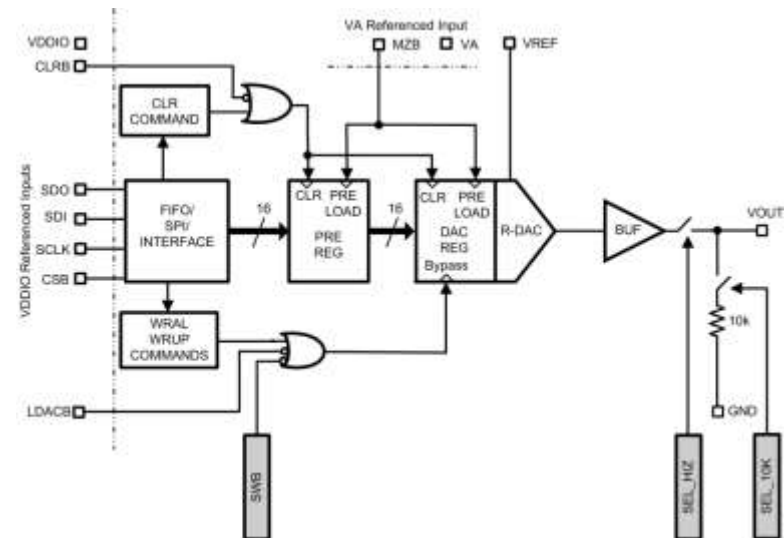 VA Referenced Input
VDDIO
MZB
VA
VREF
CLRB
CLR
COMMAND
VDDIO Referenced Inputs
SDO
SDI
SCLK
CSB
FIFO/
SPI/
INTERFACE
16
CLR PRE
LOAD
PRE
REG
16
CLR PRE
LOAD
DAC
REG
Bypass
R-DAC
BUF
VOUT
10k
GND
WRAL
WRUP
COMMANDS
LDACB
BWS
SEL_HIZ
SEL_10K